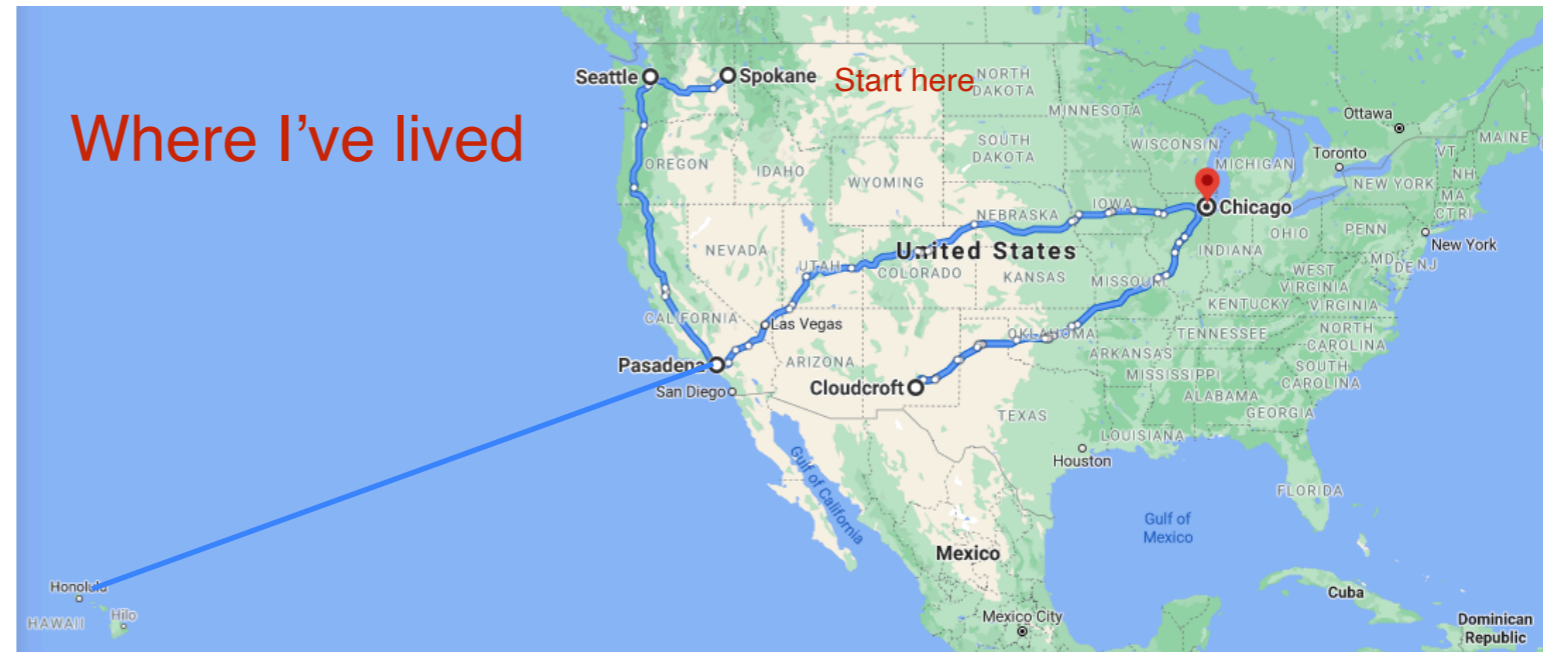 Where I've lived
Start here
Seattle
Spokane
NORTH
DAKOTA
MINNESOTA
Ottawa
MAINE
SOUTH
DAKOTA
WISCONSIN
MICHIGAN
Toronto
VT
NH
OREGON
IDAHO
WYOMING
NEW YORK
MA
CT RI
IOWA
Chicago
NEBRASKA
OHIO
PENN
New York
NEVADA
UTAH
United States
COLORADO
KANSAS
MISSOURI
INDIANA
WEST
VIRGINIA
MD
DE
NJ
KENTUCKY
VIRGINIA
CALIFORNIA
Las Vegas
OKLAHOMA
TENNESSEE
NORTH
CAROLINA
Pasadena
ARIZONA
ARKANSAS
MISSISSIPPI
SOUTH
CAROLINA
San Diego
Cloudcroft
ALABAMA
GEORGIA
TEXAS
LOUISIANA
Houston
FLORIDA
Gulf of California
Gulf of
Mexico
Mexico
Honolulu
HAWAII
Hilo
Mexico City
Cuba
Dominican
Republic